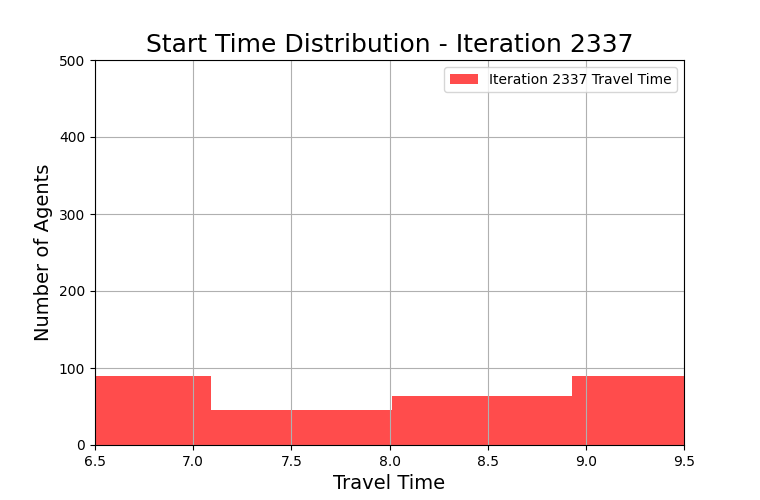 Start Time Distribution - Iteration 2337
Iteration 2337 Travel Time
Number of Agents
500
400
300
200
100
0
6.5 7.0 7.5 8.0 8.5 9.0 9.5
Travel Time